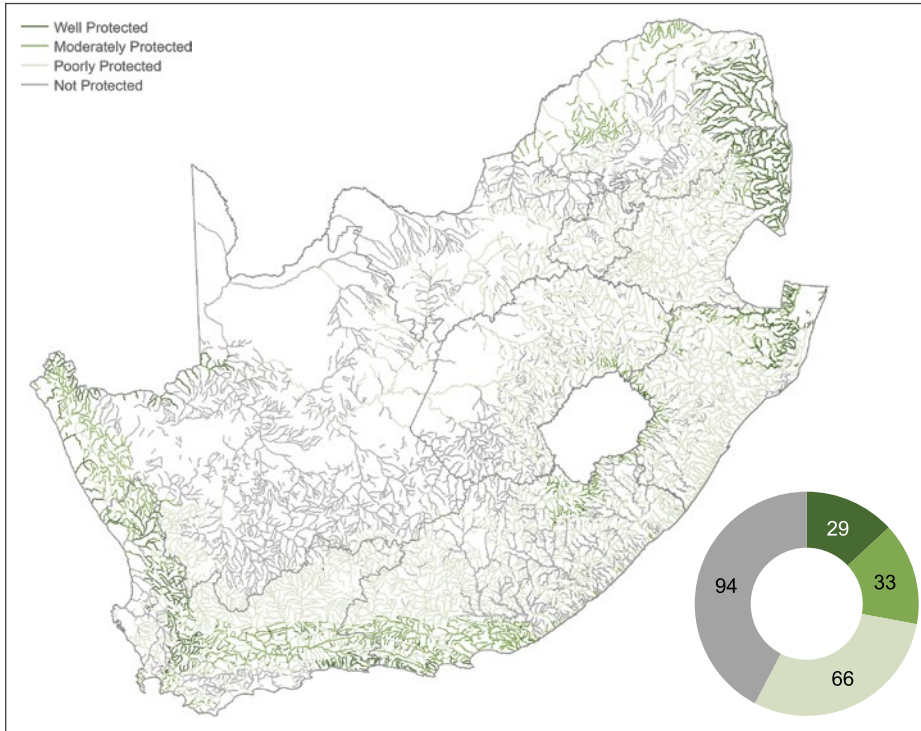 Well Protected
Moderately Protected
Poorly Protected
Not Protected
29
33
94
66